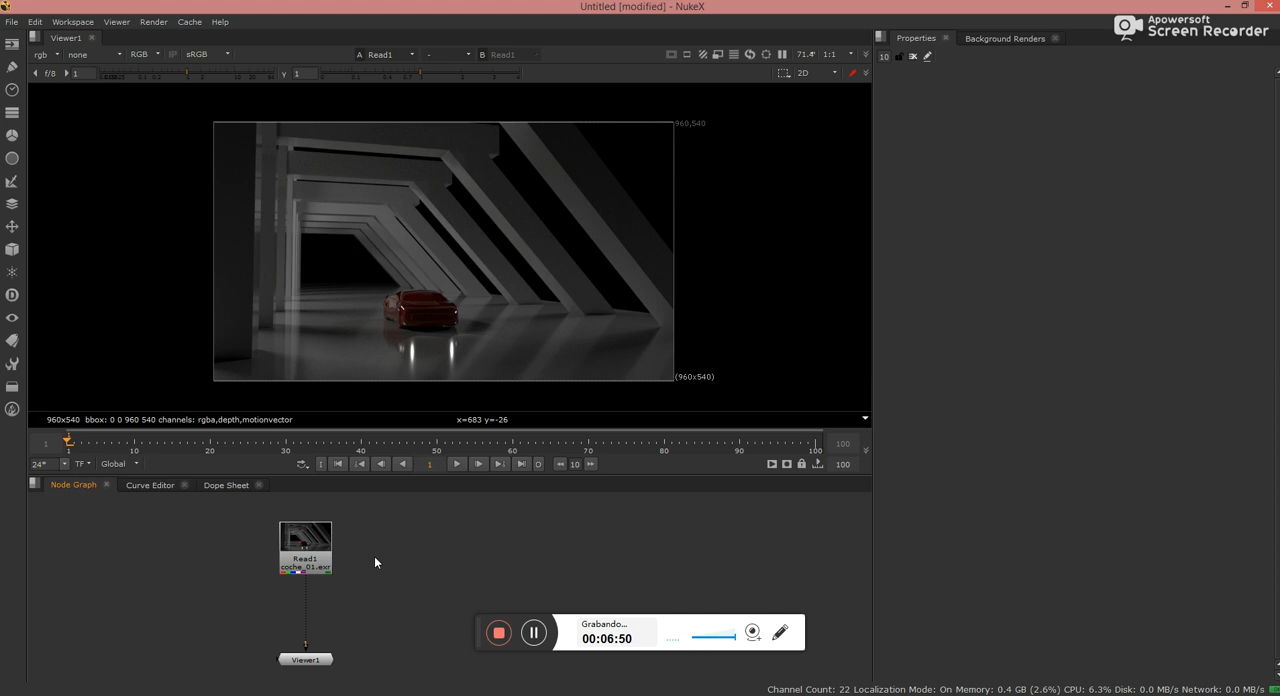 Untitled [modified] - NukeX
File Edit Workspace Viewer Render Cache Help
Apowersoft
Screen Recorder
Viewer1
Properties
Background Renders
rgb none RGB IP sRGB A Read1 - B Read1 71.4* 1:1
10
f/8 1 γ 1 2D
960,540
(960x540)
960x540 bbox: 0 0 960 540 channels: rgba,depth,motionvector x=683 y=-26
1 1 100
1 10 20 30 40 50 60 70 80 90 100
24* TF Global 1 10 100
Node Graph Curve Editor Dope Sheet
Read1
coche_01.exr
1
Viewer1
Grabando...
00:06:50
Channel Count: 22 Localization Mode: On Memory: 0.4 GB (2.6%) CPU: 6.3% Disk: 0.0 MB/s Network: 0.0 MB/s